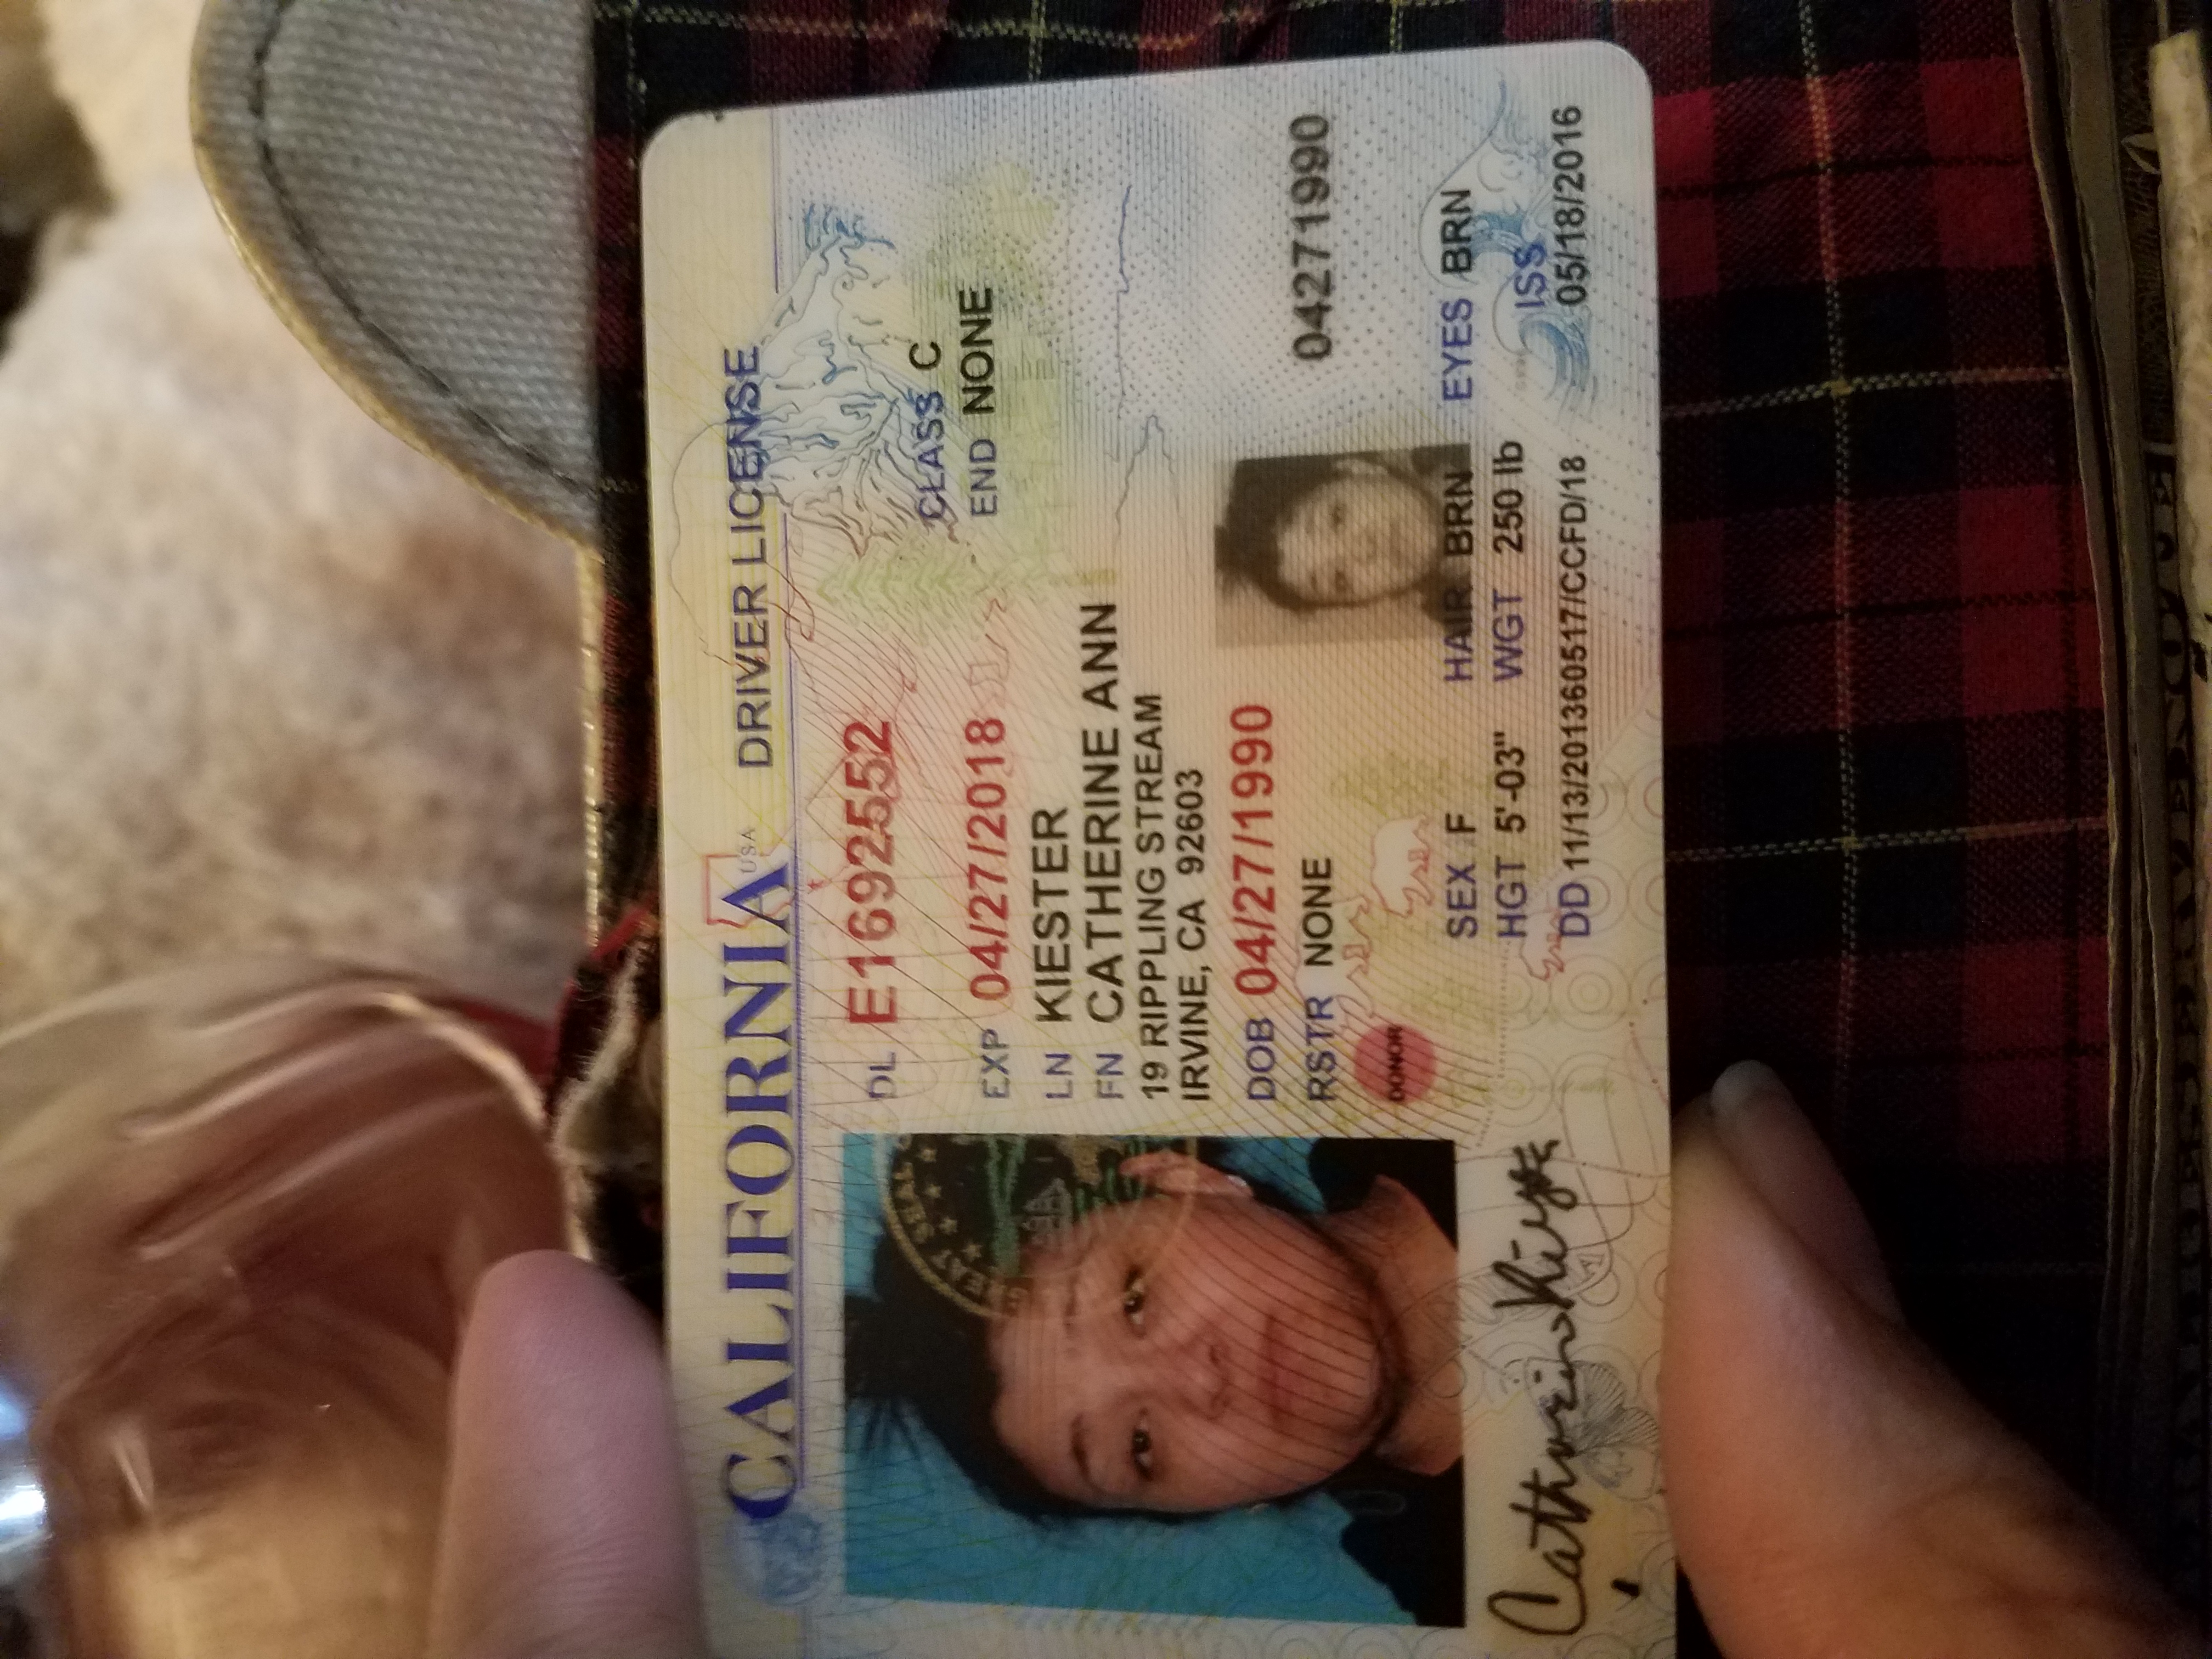 CALIFORNIA USA DRIVER LICENSE
DL E1692552
CLASS C
EXP 04/27/2018
END NONE
LN KIESTER
FN CATHERINE ANN
19 RIPPLING STREAM
IRVINE, CA 92603
DOB 04/27/1990
RSTR NONE
04271990
DONOR
SEX F HAIR BRN EYES BRN
HGT 5'-03" WGT 250 lb
ISS
DD 11/13/201360517/CCFD/18 05/18/2016
GREAT SEAL